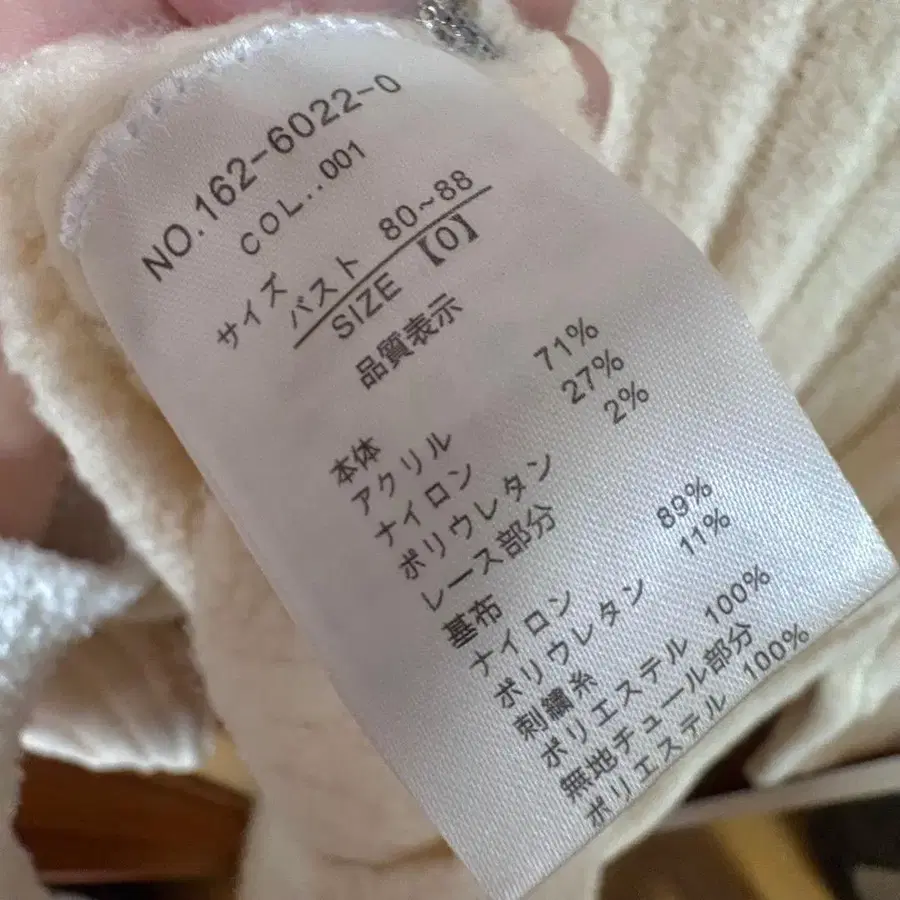 NO.162-6022-0
COL..001
サイズ
バスト 80~88
SIZE 【0】
品質表示
本体
アクリル 71%
ナイロン 27%
ポリウレタン 2%
レース部分
基布
ナイロン 89%
ポリウレタン 11%
刺繍糸
ポリエステル 100%
無地チュール部分
ポリエステル 100%